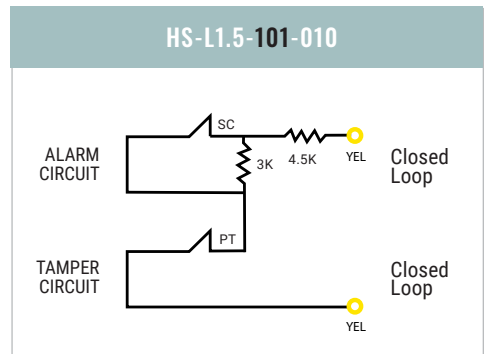 HS-L1.5-101-010
SC
ALARM
CIRCUIT
3K
4.5K
YEL
Closed
Loop
PT
TAMPER
CIRCUIT
Closed
Loop
YEL